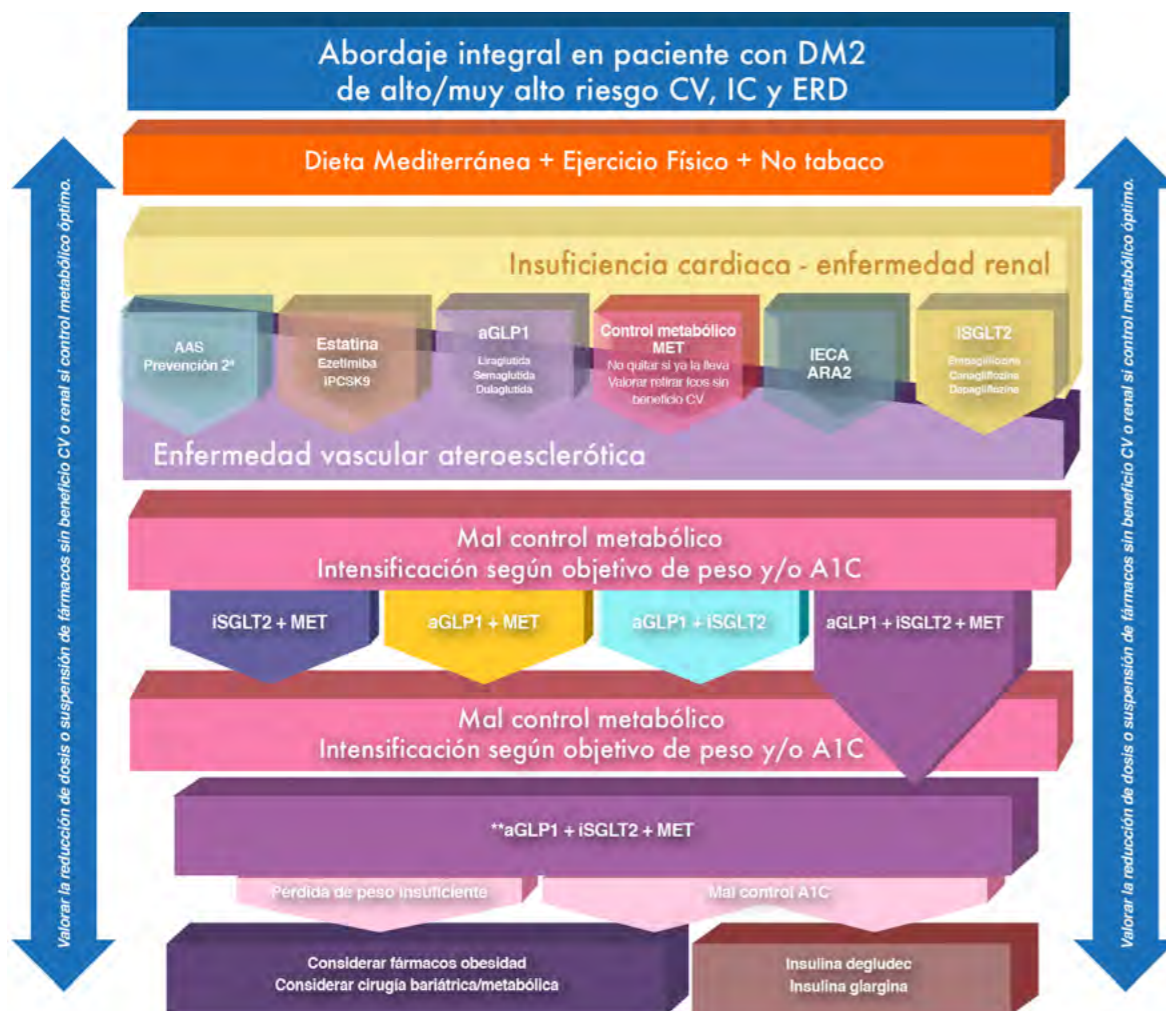 Abordaje integral en paciente con DM2
de alto/muy alto riesgo CV, IC y ERD
Dieta Mediterránea + Ejercicio Físico + No tabaco
Valorar la reducción de dosis o suspensión de fármacos sin beneficio CV o renal si control metabólico óptimo.
Insuficiencia cardiaca - enfermedad renal
AAS
Prevención 2ª
Estatina
Ezetimiba
iPCSK9
aGLP1
Liraglutida
Semaglutida
Dulaglutida
Control metabólico
MET
No quitar si ya la lleva
Valorar retirar fcos sin
beneficio CV
IECA
ARA2
iSGLT2
Empagliflozina
Canagliflozina
Dapagliflozina
Enfermedad vascular ateroesclerótica
Mal control metabólico
Intensificación según objetivo de peso y/o A1C
iSGLT2 + MET
aGLP1 + MET
aGLP1 + iSGLT2
aGLP1 + iSGLT2 + MET
Mal control metabólico
Intensificación según objetivo de peso y/o A1C
**aGLP1 + iSGLT2 + MET
Pérdida de peso insuficiente
Mal control A1C
Considerar fármacos obesidad
Considerar cirugía bariátrica/metabólica
Insulina degludec
Insulina glargina
Valorar la reducción de dosis o suspensión de fármacos sin beneficio CV o renal si control metabólico óptimo.